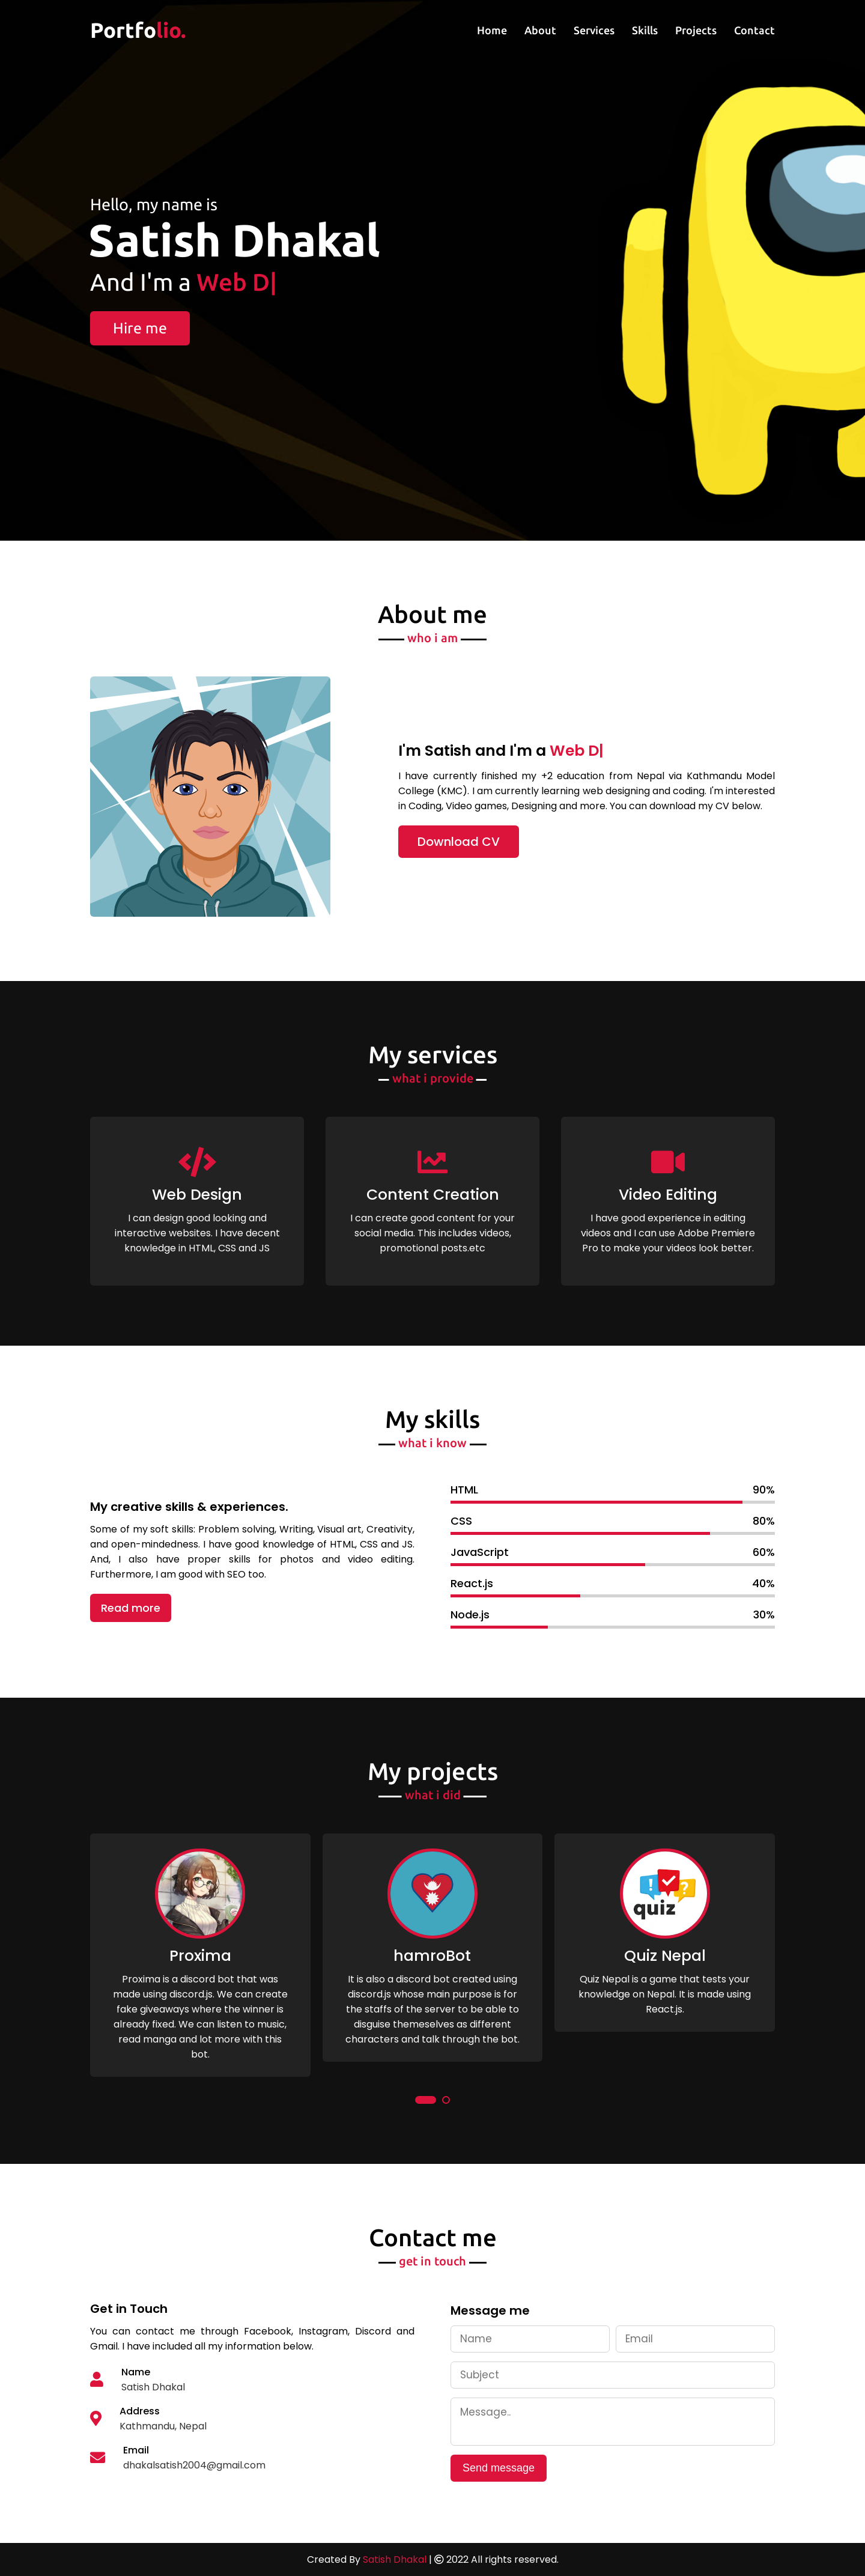 Portfolio.
Home About Services Skills Projects Contact
Hello, my name is
Satish Dhakal
And I'm a Web D|
Hire me
About me
who i am
I'm Satish and I'm a Web D|
I have currently finished my +2 education from Nepal via Kathmandu Model
College (KMC). I am currently learning web designing and coding. I'm interested
in Coding, Video games, Designing and more. You can download my CV below.
Download CV
My services
what i provide
Web Design
I can design good looking and
interactive websites. I have decent
knowledge in HTML, CSS and JS
Content Creation
I can create good content for your
social media. This includes videos,
promotional posts.etc
Video Editing
I have good experience in editing
videos and I can use Adobe Premiere
Pro to make your videos look better.
My skills
what i know
My creative skills & experiences.
Some of my soft skills: Problem solving, Writing, Visual art, Creativity,
and open-mindedness. I have good knowledge of HTML, CSS and JS.
And, I also have proper skills for photos and video editing.
Furthermore, I am good with SEO too.
Read more
HTML 90%
CSS 80%
JavaScript 60%
React.js 40%
Node.js 30%
My projects
what i did
Proxima
Proxima is a discord bot that was
made using discord.js. We can create
fake giveaways where the winner is
already fixed. We can listen to music,
read manga and lot more with this
bot.
hamroBot
It is also a discord bot created using
discord.js whose main purpose is for
the staffs of the server to be able to
disguise themeselves as different
characters and talk through the bot.
! ?
quiz
Quiz Nepal
Quiz Nepal is a game that tests your
knowledge on Nepal. It is made using
React.js.
Contact me
get in touch
Get in Touch
You can contact me through Facebook, Instagram, Discord and
Gmail. I have included all my information below.
Name
Satish Dhakal
Address
Kathmandu, Nepal
Email
dhakalsatish2004@gmail.com
Message me
Name Email
Subject
Message..
Send message
Created By Satish Dhakal | © 2022 All rights reserved.